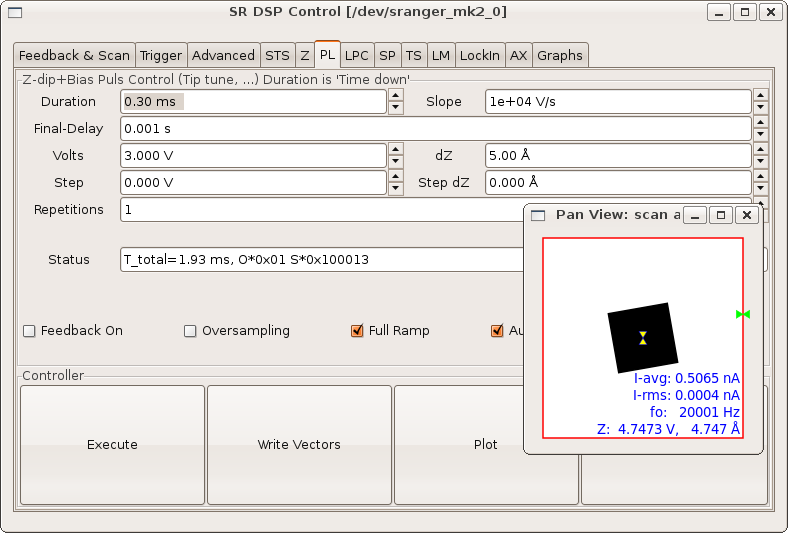 SR DSP Control [/dev/sranger_mk2_0]
Feedback & Scan Trigger Advanced STS Z PL LPC SP TS LM LockIn AX Graphs
Z-dip+Bias Puls Control (Tip tune, ...) Duration is 'Time down'
Duration 0.30 ms Slope 1e+04 V/s
Final-Delay 0.001 s
Volts 3.000 V dZ 5.00 Å
Step 0.000 V Step dZ 0.000 Å
Repetitions 1
Status T_total=1.93 ms, O*0x01 S*0x100013
Feedback On Oversampling Full Ramp
Controller
Execute Write Vectors Plot
Pan View: scan a
I-avg: 0.5065 nA
I-rms: 0.0004 nA
fo: 20001 Hz
Z: 4.7473 V, 4.747 Å